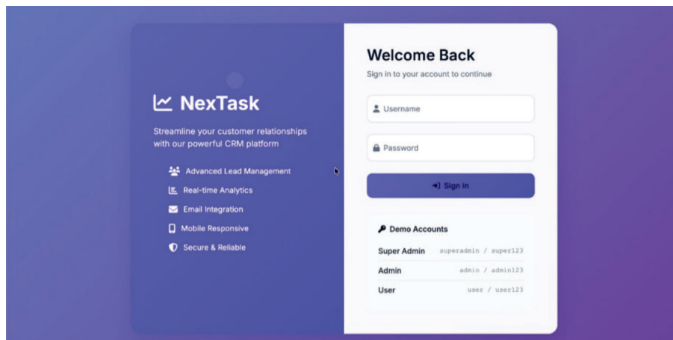 NexTask
Streamline your customer relationships
with our powerful CRM platform
Advanced Lead Management
Real-time Analytics
Email Integration
Mobile Responsive
Secure & Reliable
Welcome Back
Sign in to your account to continue
Username
Password
Sign In
Demo Accounts
Super Admin superadmin / super123
Admin admin / admin123
User user / user123